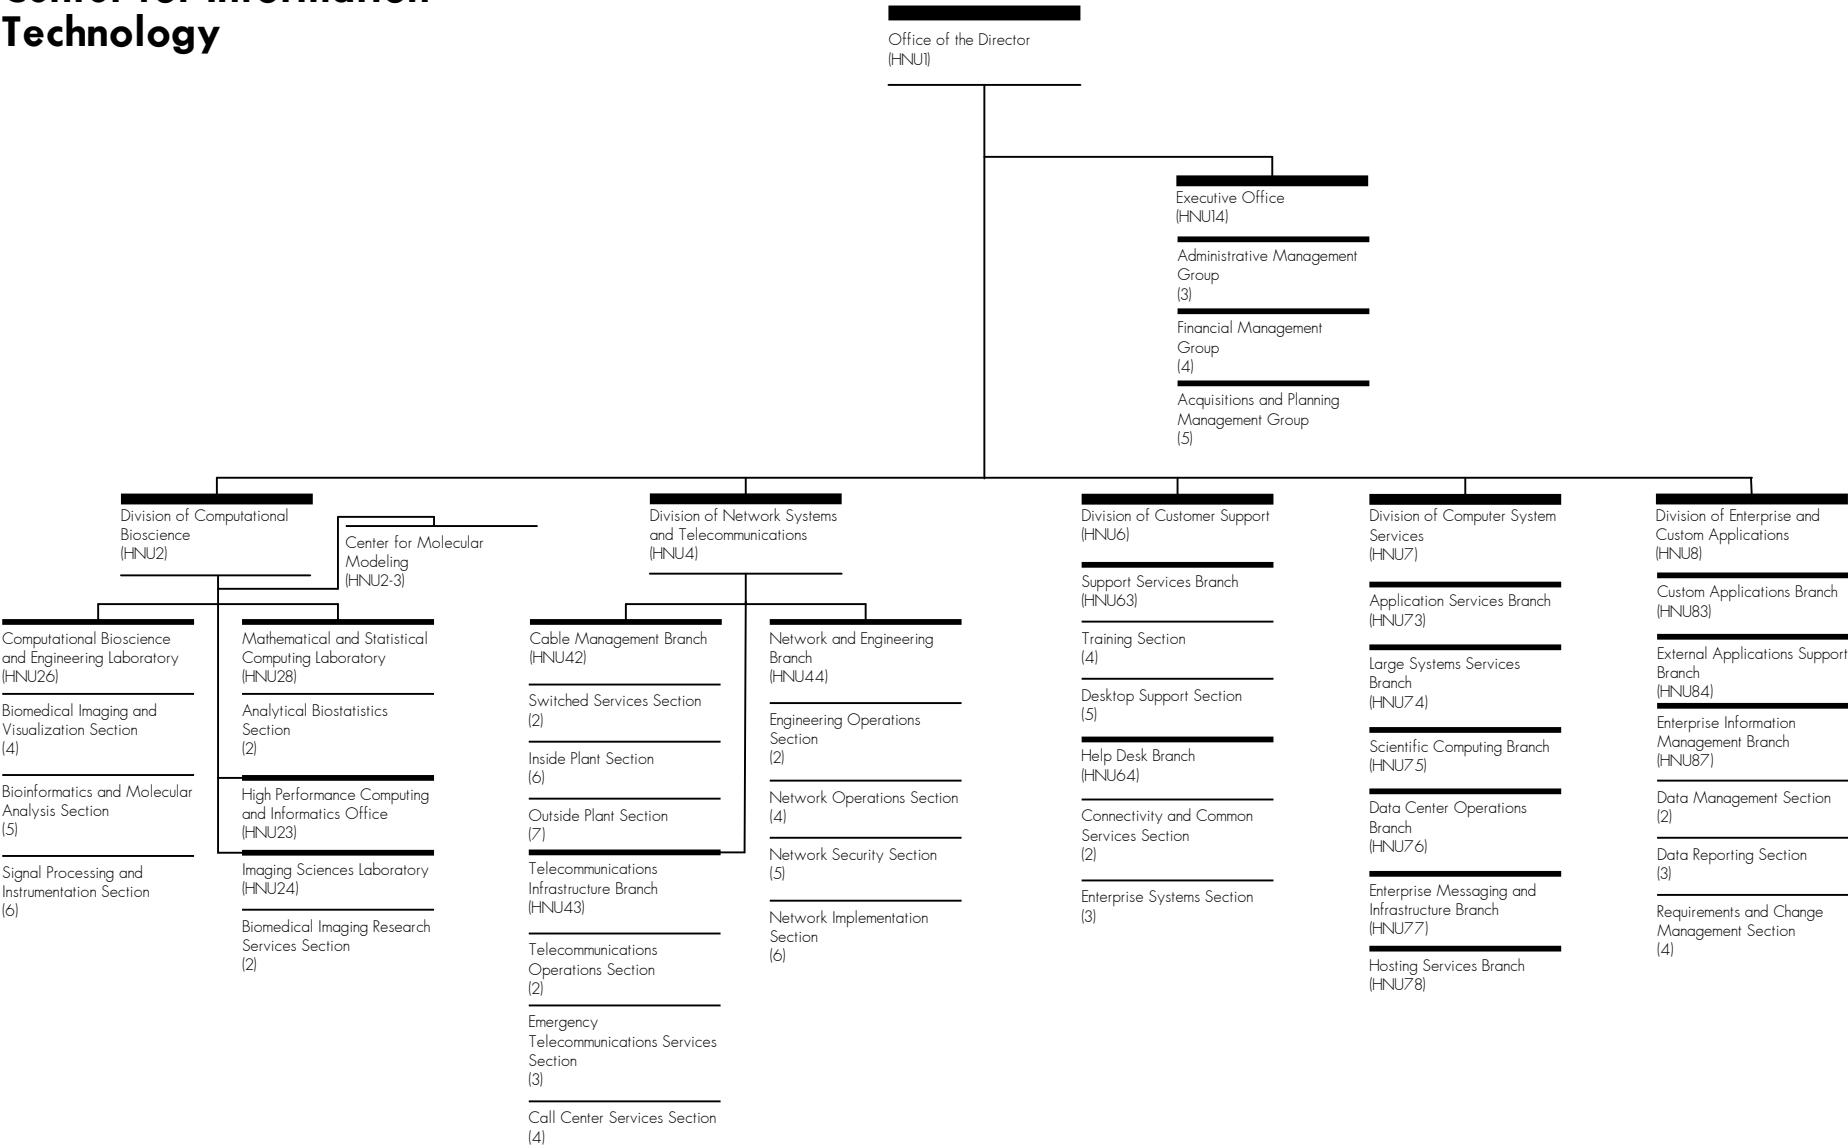 Center for Information
Technology
Office of the Director
(HNU1)
Executive Office
(HNU14)
Administrative Management
Group
(3)
Financial Management
Group
(4)
Acquisitions and Planning
Management Group
(5)
Division of Computational
Bioscience
(HNU2)
Center for Molecular
Modeling
(HNU2-3)
Computational Bioscience
and Engineering Laboratory
(HNU26)
Biomedical Imaging and
Visualization Section
(4)
Bioinformatics and Molecular
Analysis Section
(5)
Signal Processing and
Instrumentation Section
(6)
Mathematical and Statistical
Computing Laboratory
(HNU28)
Analytical Biostatistics
Section
(2)
High Performance Computing
and Informatics Office
(HNU23)
Imaging Sciences Laboratory
(HNU24)
Biomedical Imaging Research
Services Section
(2)
Division of Network Systems
and Telecommunications
(HNU4)
Cable Management Branch
(HNU42)
Switched Services Section
(2)
Inside Plant Section
(6)
Outside Plant Section
(7)
Telecommunications
Infrastructure Branch
(HNU43)
Telecommunications
Operations Section
(2)
Emergency
Telecommunications Services
Section
(3)
Call Center Services Section
(4)
Network and Engineering
Branch
(HNU44)
Engineering Operations
Section
(2)
Network Operations Section
(4)
Network Security Section
(5)
Network Implementation
Section
(6)
Division of Customer Support
(HNU6)
Support Services Branch
(HNU63)
Training Section
(4)
Desktop Support Section
(5)
Help Desk Branch
(HNU64)
Connectivity and Common
Services Section
(2)
Enterprise Systems Section
(3)
Division of Computer System
Services
(HNU7)
Application Services Branch
(HNU73)
Large Systems Services
Branch
(HNU74)
Scientific Computing Branch
(HNU75)
Data Center Operations
Branch
(HNU76)
Enterprise Messaging and
Infrastructure Branch
(HNU77)
Hosting Services Branch
(HNU78)
Division of Enterprise and
Custom Applications
(HNU8)
Custom Applications Branch
(HNU83)
External Applications Support
Branch
(HNU84)
Enterprise Information
Management Branch
(HNU87)
Data Management Section
(2)
Data Reporting Section
(3)
Requirements and Change
Management Section
(4)